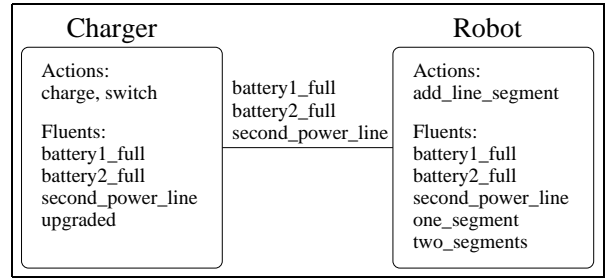 Charger
Actions:
charge, switch
Fluents:
battery1_full
battery2_full
second_power_line
upgraded
battery1_full
battery2_full
second_power_line
Robot
Actions:
add_line_segment
Fluents:
battery1_full
battery2_full
second_power_line
one_segment
two_segments